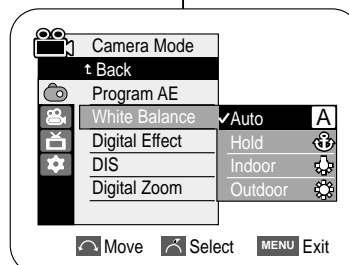 Camera Mode
Back
Program AE
White Balance
Auto A
Hold
Digital Effect
Indoor
DIS
Outdoor
Digital Zoom
Move Select MENU Exit